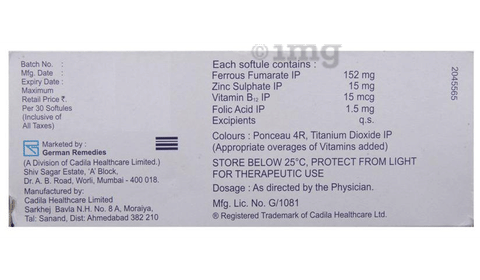 1mg
Batch No. :
Mfg. Date :
Expiry Date :
Maximum
Retail Price ₹.
Per 30 Softules
(Inclusive of
All Taxes)
Marketed by :
German Remedies
(A Division of Cadila Healthcare Limited.)
Shiv Sagar Estate, 'A' Block,
Dr. A. B. Road, Worli, Mumbai - 400 018.
Manufactured by
Cadila Healthcare Limited
Sarkhej Bavla N.H. No. 8 A, Moraiya,
Tal: Sanand, Dist: Ahmedabad 382 210
Each softule contains :
Ferrous Fumarate IP 152 mg
Zinc Sulphate IP 15 mg
Vitamin B₁₂ IP 15 mcg
Folic Acid IP 1.5 mg
Excipients q.s.
Colours : Ponceau 4R, Titanium Dioxide IP
(Appropriate overages of Vitamins added)
STORE BELOW 25°C, PROTECT FROM LIGHT
FOR THERAPEUTIC USE
Dosage : As directed by the Physician.
Mfg. Lic. No. G/1081
® Registered Trademark of Cadila Healthcare Ltd.
2045565